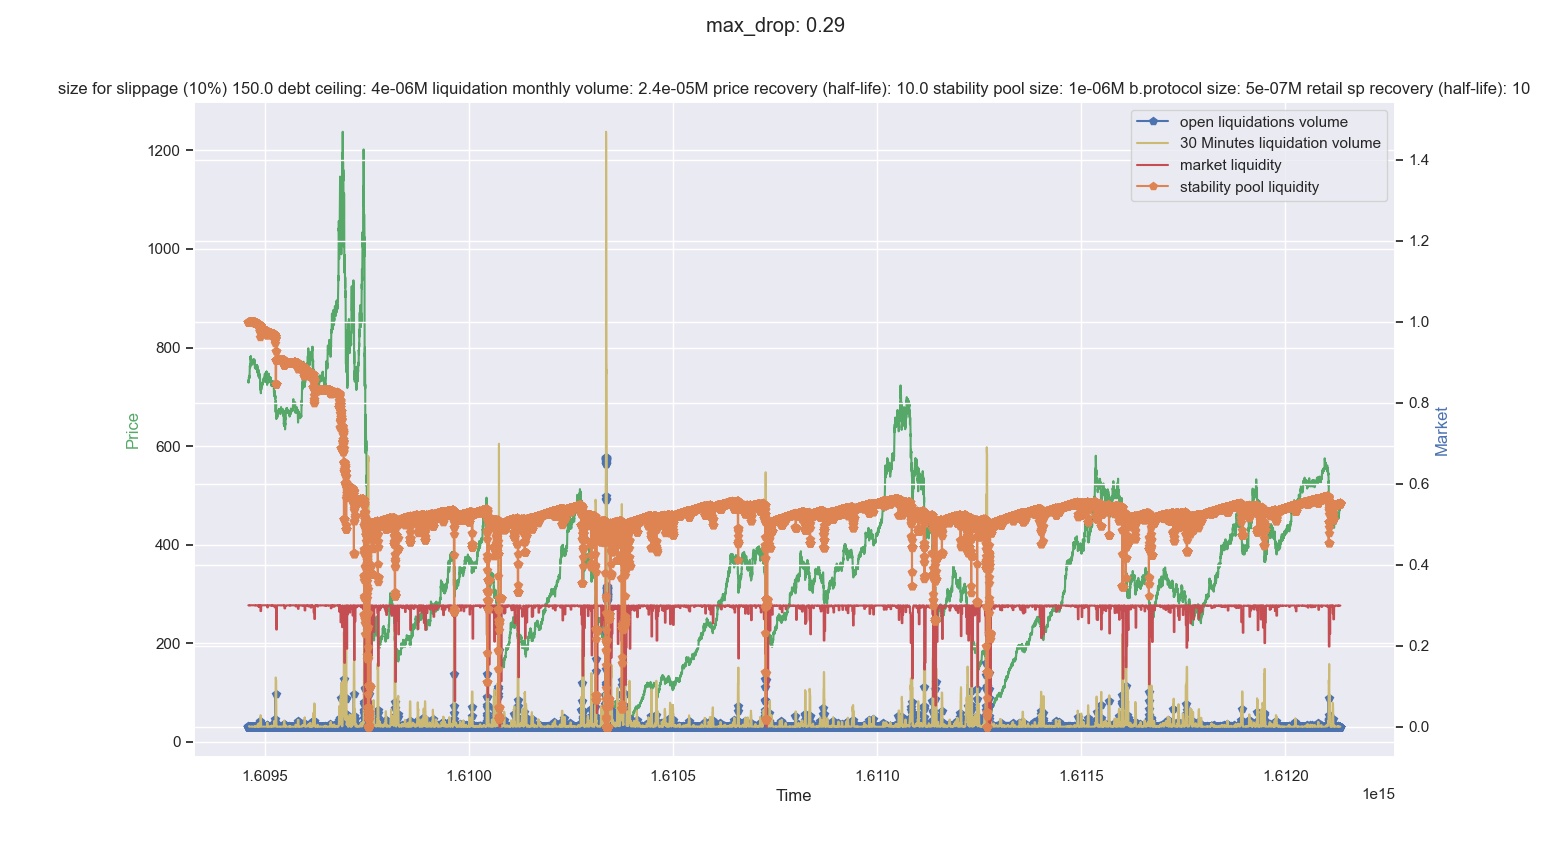 max_drop: 0.29
size for slippage (10%) 150.0 debt ceiling: 4e-06M liquidation monthly volume: 2.4e-05M price recovery (half-life): 10.0 stability pool size: 1e-06M b.protocol size: 5e-07M retail sp recovery (half-life): 10
open liquidations volume
30 Minutes liquidation volume
market liquidity
stability pool liquidity
1200
1000
800
600
400
200
0
Price
1.4
1.2
1.0
0.8
0.6
0.4
0.2
0.0
Market
1.6095 1.6100 1.6105 1.6110 1.6115 1.6120
1e15
Time